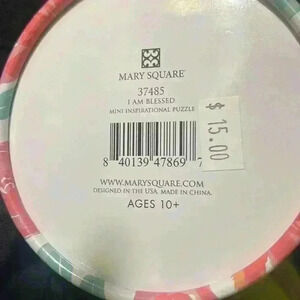 MARY SQUARE
37485
I AM BLESSED
MINI INSPIRATIONAL PUZZLE
$ 15.00
8 40139 47869 7
WWW.MARYSQUARE.COM
DESIGNED IN THE USA. MADE IN CHINA.
AGES 10+